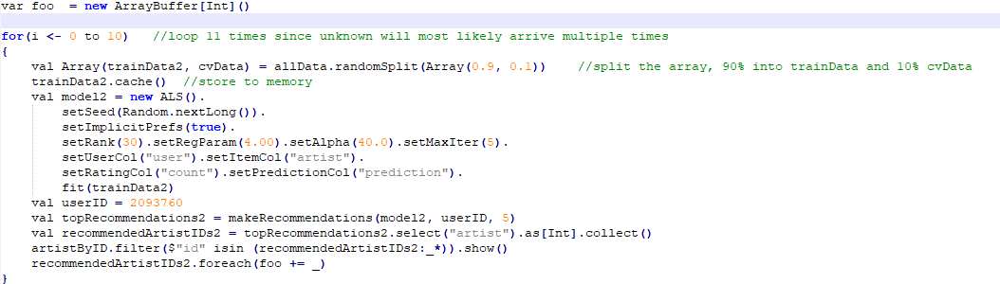 var foo  = new ArrayBuffer[Int]()
for(i <- 0 to 10)   //loop 11 times since unknown will most likely arrive multiple times
{
    val Array(trainData2, cvData) = allData.randomSplit(Array(0.9, 0.1))    //split the array, 90% into trainData and 10% cvData
    trainData2.cache()  //store to memory
    val model2 = new ALS().
        setSeed(Random.nextLong()).
        setImplicitPrefs(true).
        setRank(30).setRegParam(4.00).setAlpha(40.0).setMaxIter(5).
        setUserCol("user").setItemCol("artist").
        setRatingCol("count").setPredictionCol("prediction").
        fit(trainData2)
    val userID = 2093760
    val topRecommendations2 = makeRecommendations(model2, userID, 5)
    val recommendedArtistIDs2 = topRecommendations2.select("artist").as[Int].collect()
    artistByID.filter($"id" isin (recommendedArtistIDs2:_*)).show()
    recommendedArtistIDs2.foreach(foo += _)
}